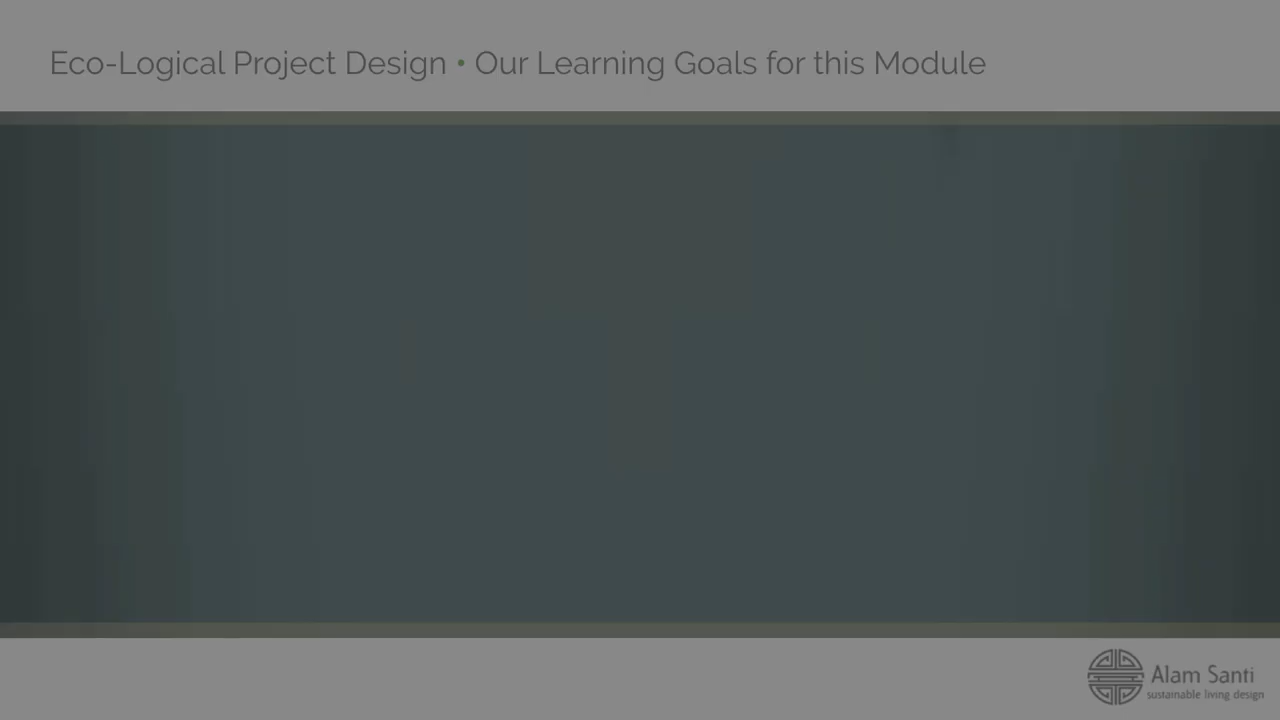 Eco-Logical Project Design • Our Learning Goals for this Module
Alam Santi
sustainable living design